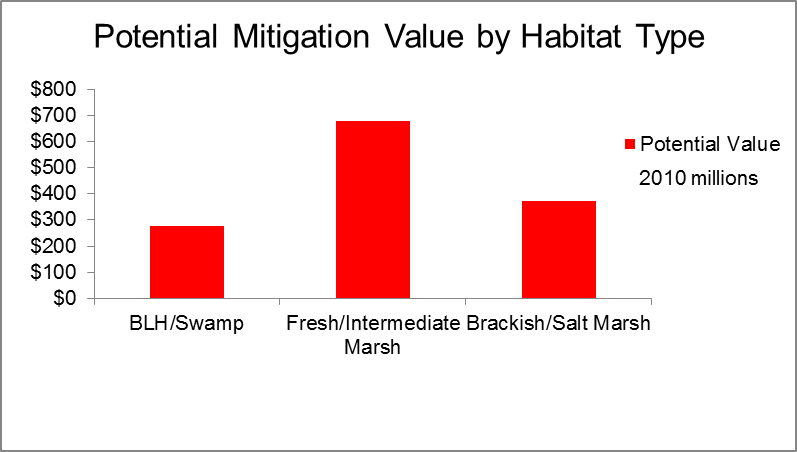 Potential Mitigation Value by Habitat Type
$800
$700
$600
$500
$400
$300
$200
$100
$0
BLH/Swamp
Fresh/Intermediate
Marsh
Brackish/Salt Marsh
Potential Value
2010 millions